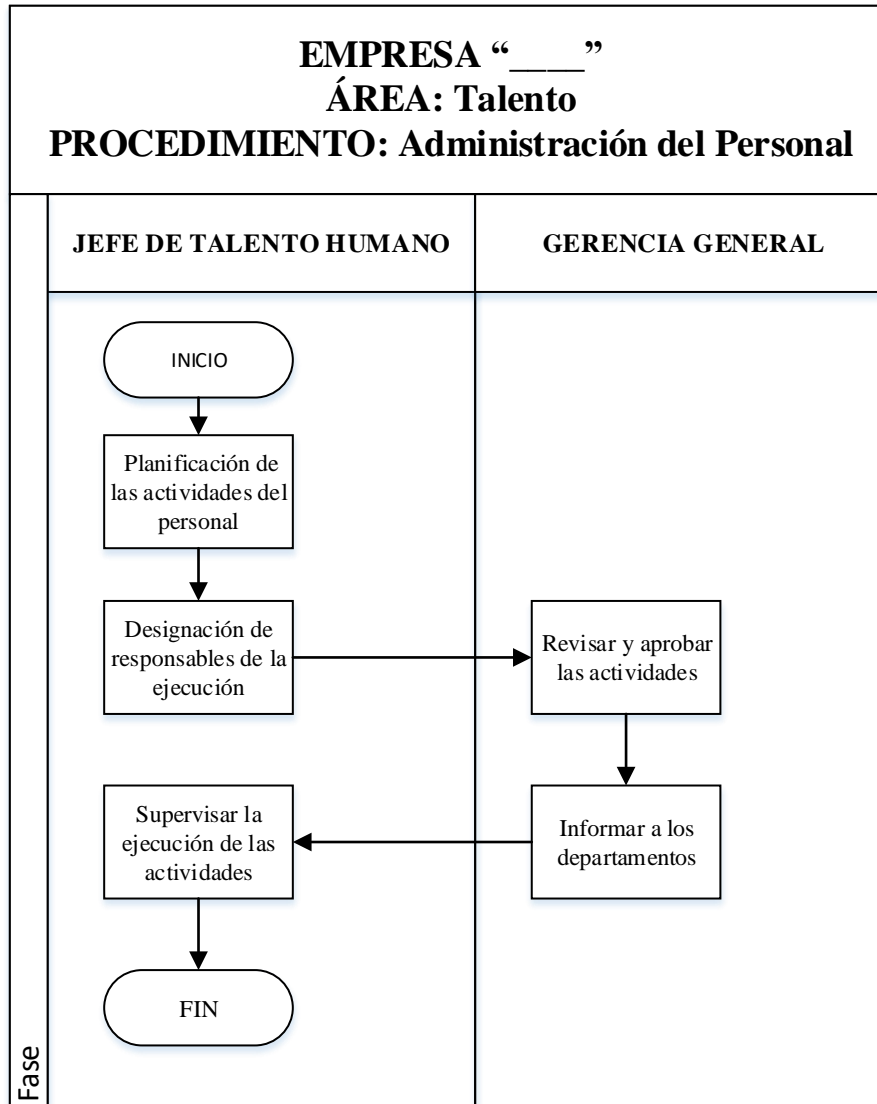 EMPRESA “____”
ÁREA: Talento
PROCEDIMIENTO: Administración del Personal
JEFE DE TALENTO HUMANO
GERENCIA GENERAL
INICIO
Planificación de
las actividades del
personal
Designación de
responsables de la
ejecución
Revisar y aprobar
las actividades
Informar a los
departamentos
Supervisar la
ejecución de las
actividades
FIN
Fase